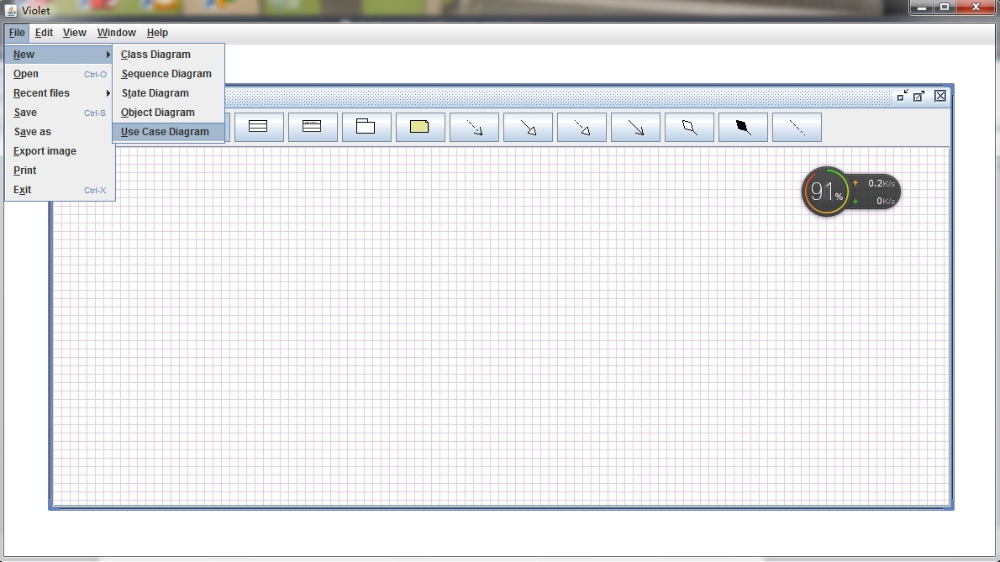 Violet
File Edit View Window Help
New
Open Ctrl-O
Recent files
Save Ctrl-S
Save as
Export image
Print
Exit Ctrl-X
Class Diagram
Sequence Diagram
State Diagram
Object Diagram
Use Case Diagram
91%
0.2K/s
0K/s